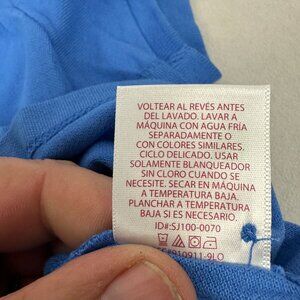 VOLTEAR AL REVÉS ANTES
DEL LAVADO. LAVAR A
MÁQUINA CON AGUA FRÍA
SEPARADAMENTE O
CON COLORES SIMILARES.
CICLO DELICADO. USAR
SOLAMENTE BLANQUEADOR
SIN CLORO CUANDO SE
NECESITE. SECAR EN MÁQUINA
A TEMPERATURA BAJA.
PLANCHAR A TEMPERATURA
BAJA SI ES NECESARIO.
ID#:SJ100-0070